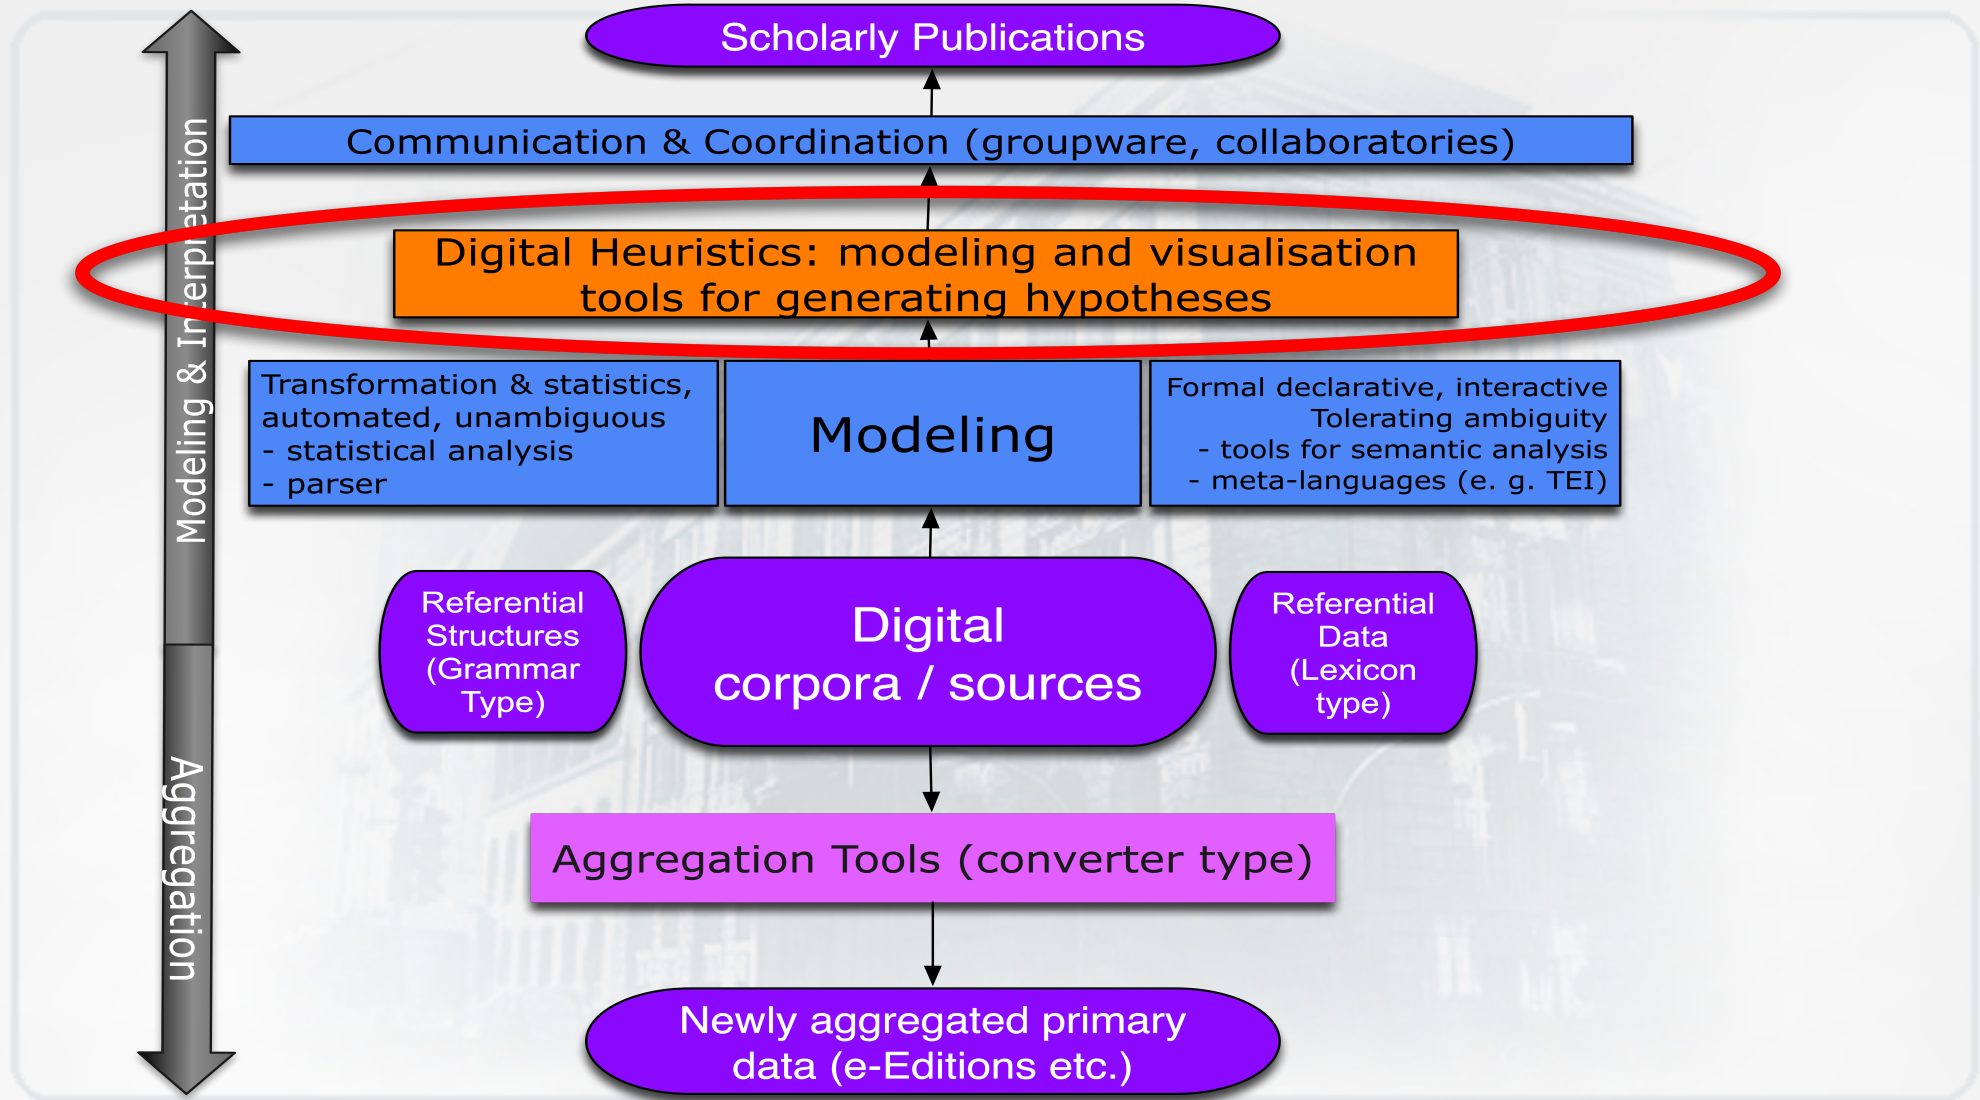 Scholarly Publications
Communication & Coordination (groupware, collaboratories)
Modeling & Interpretation
Digital Heuristics: modeling and visualisation
tools for generating hypotheses
Transformation & statistics,
automated, unambiguous
- statistical analysis
- parser
Modeling
Formal declarative, interactive
Tolerating ambiguity
- tools for semantic analysis
- meta-languages (e. g. TEI)
Referential
Structures
(Grammar
Type)
Digital
corpora / sources
Referential
Data
(Lexicon
type)
Aggregation
Aggregation Tools (converter type)
Newly aggregated primary
data (e-Editions etc.)